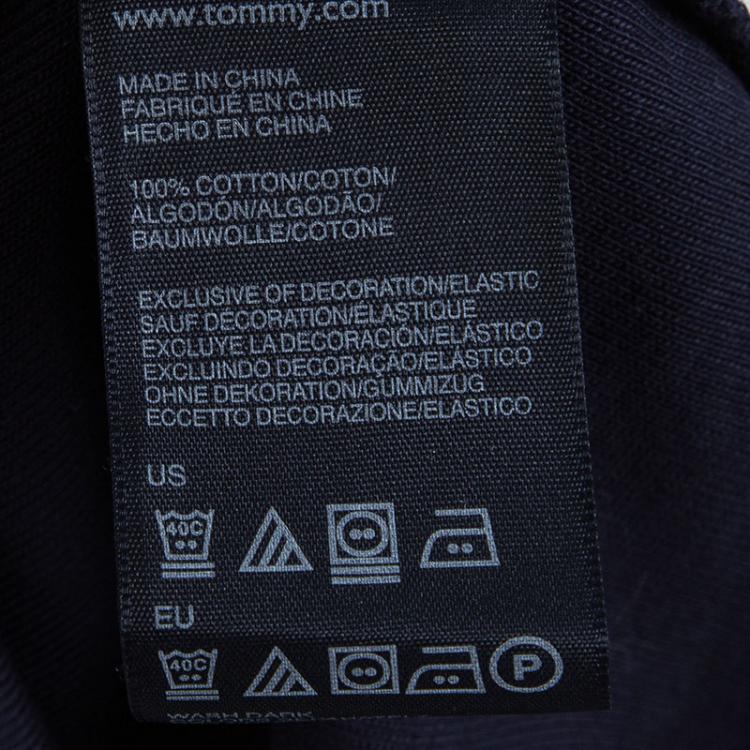 www.tommy.com
MADE IN CHINA
FABRIQUÉ EN CHINE
HECHO EN CHINA
100% COTTON/COTON/
ALGODÓN/ALGODÃO/
BAUMWOLLE/COTONE
EXCLUSIVE OF DECORATION/ELASTIC
SAUF DÉCORATION/ÉLASTIQUE
EXCLUYE LA DECORACIÓN/ELÁSTICO
EXCLUINDO DECORAÇÃO/ELÁSTICO
OHNE DEKORATION/GUMMIZUG
ECCETTO DECORAZIONE/ELASTICO
US
40C
EU
40C
P
WASH DARK